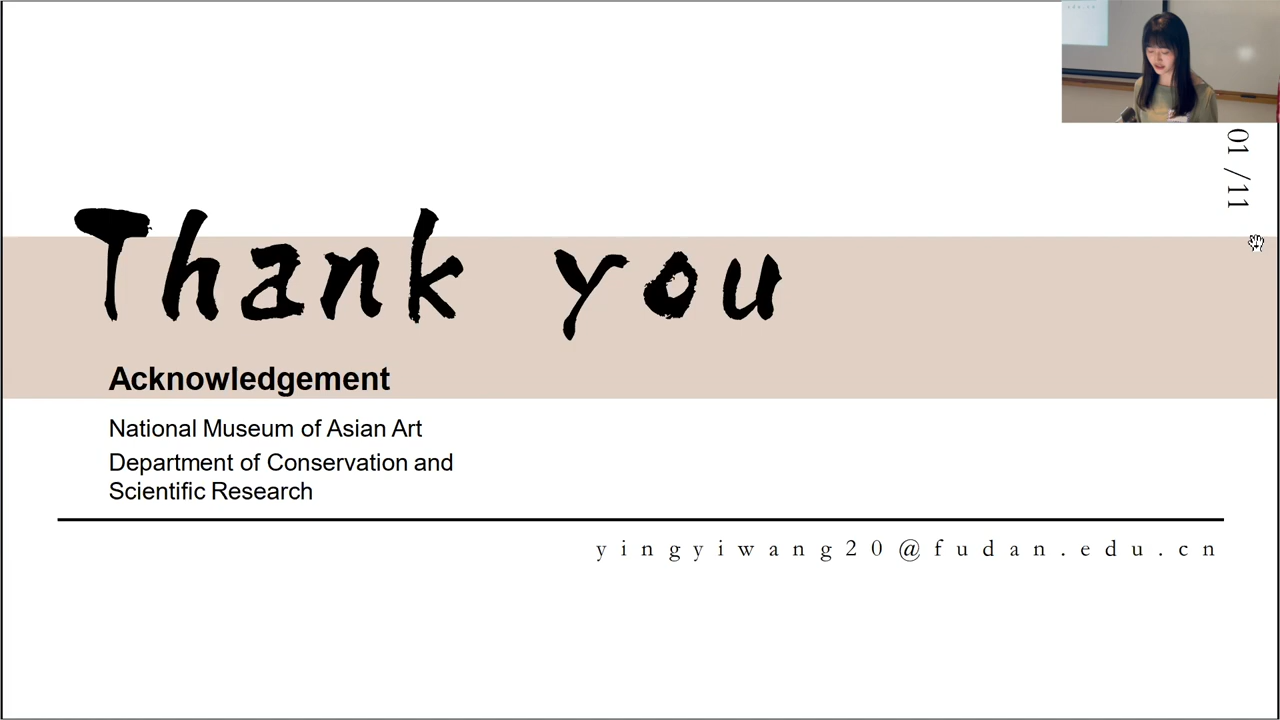 01 /11
Thank you
Acknowledgement
National Museum of Asian Art
Department of Conservation and
Scientific Research
yingyiwang20@fudan.edu.cn